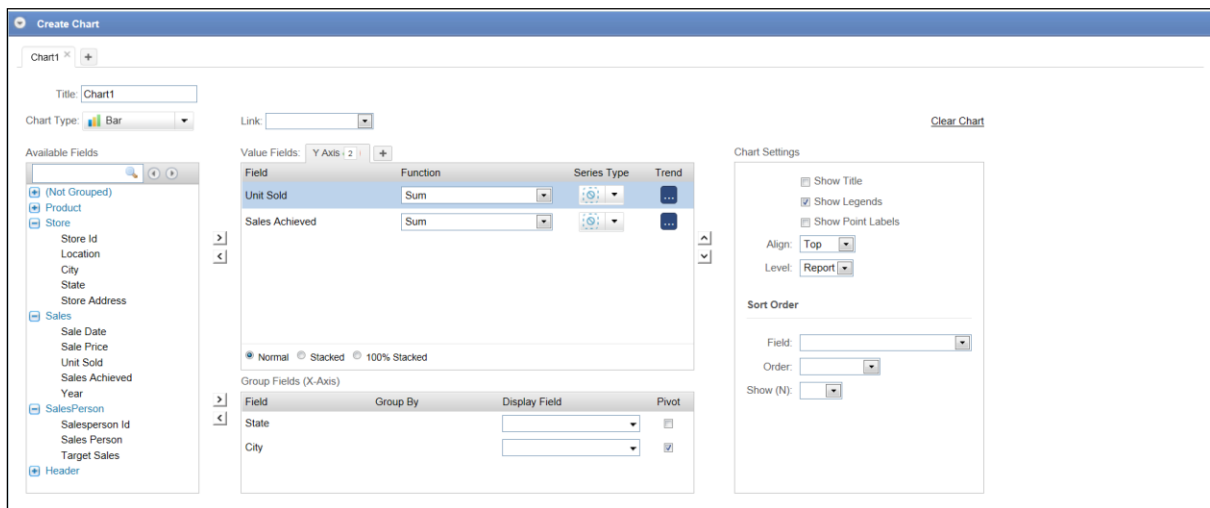 Create Chart
Chart1
Title: Chart1
Chart Type: Bar
Link:
Clear Chart
Available Fields
(Not Grouped)
Product
Store
Store Id
Location
City
State
Store Address
Sales
Sale Date
Sale Price
Unit Sold
Sales Achieved
Year
SalesPerson
Salesperson Id
Sales Person
Target Sales
Header
Value Fields: Y Axis 2
Field Function Series Type Trend
Unit Sold Sum ...
Sales Achieved Sum ...
Normal Stacked 100% Stacked
Group Fields (X-Axis)
Field Group By Display Field Pivot
State
City
Chart Settings
Show Title
Show Legends
Show Point Labels
Align: Top
Level: Report
Sort Order
Field:
Order:
Show (N):